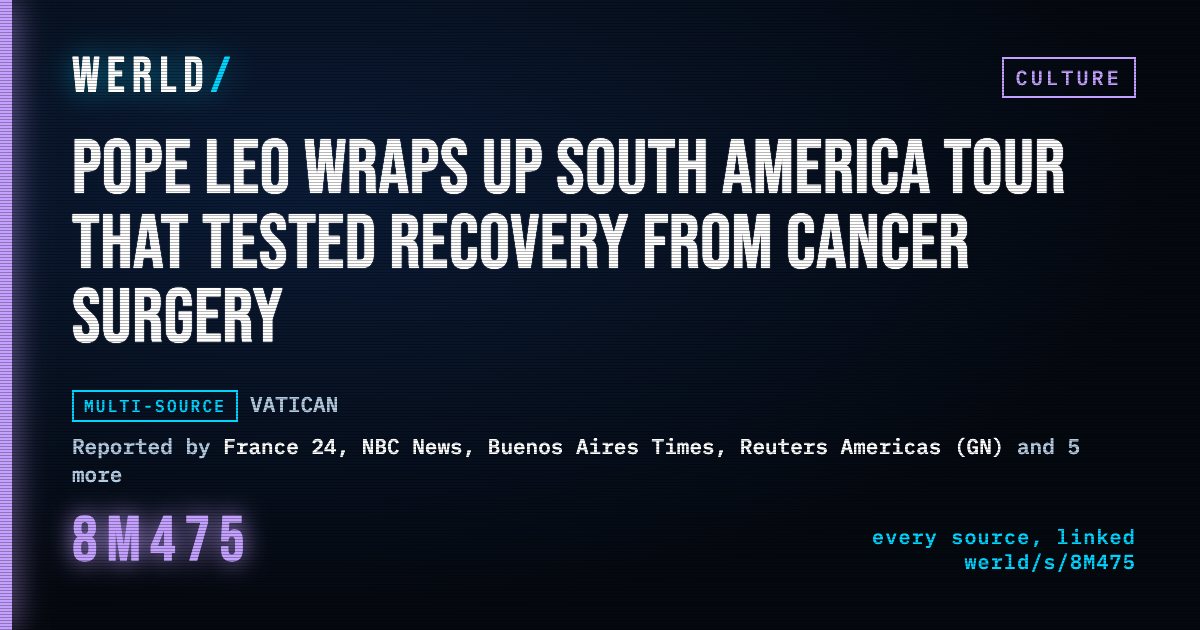 WERLD/
CULTURE
POPE LEO WRAPS UP SOUTH AMERICA TOUR
THAT TESTED RECOVERY FROM CANCER
SURGERY
MULTI-SOURCE VATICAN
Reported by France 24, NBC News, Buenos Aires Times, Reuters Americas (GN) and 5
more
8M475
every source, linked
werld/s/8M475